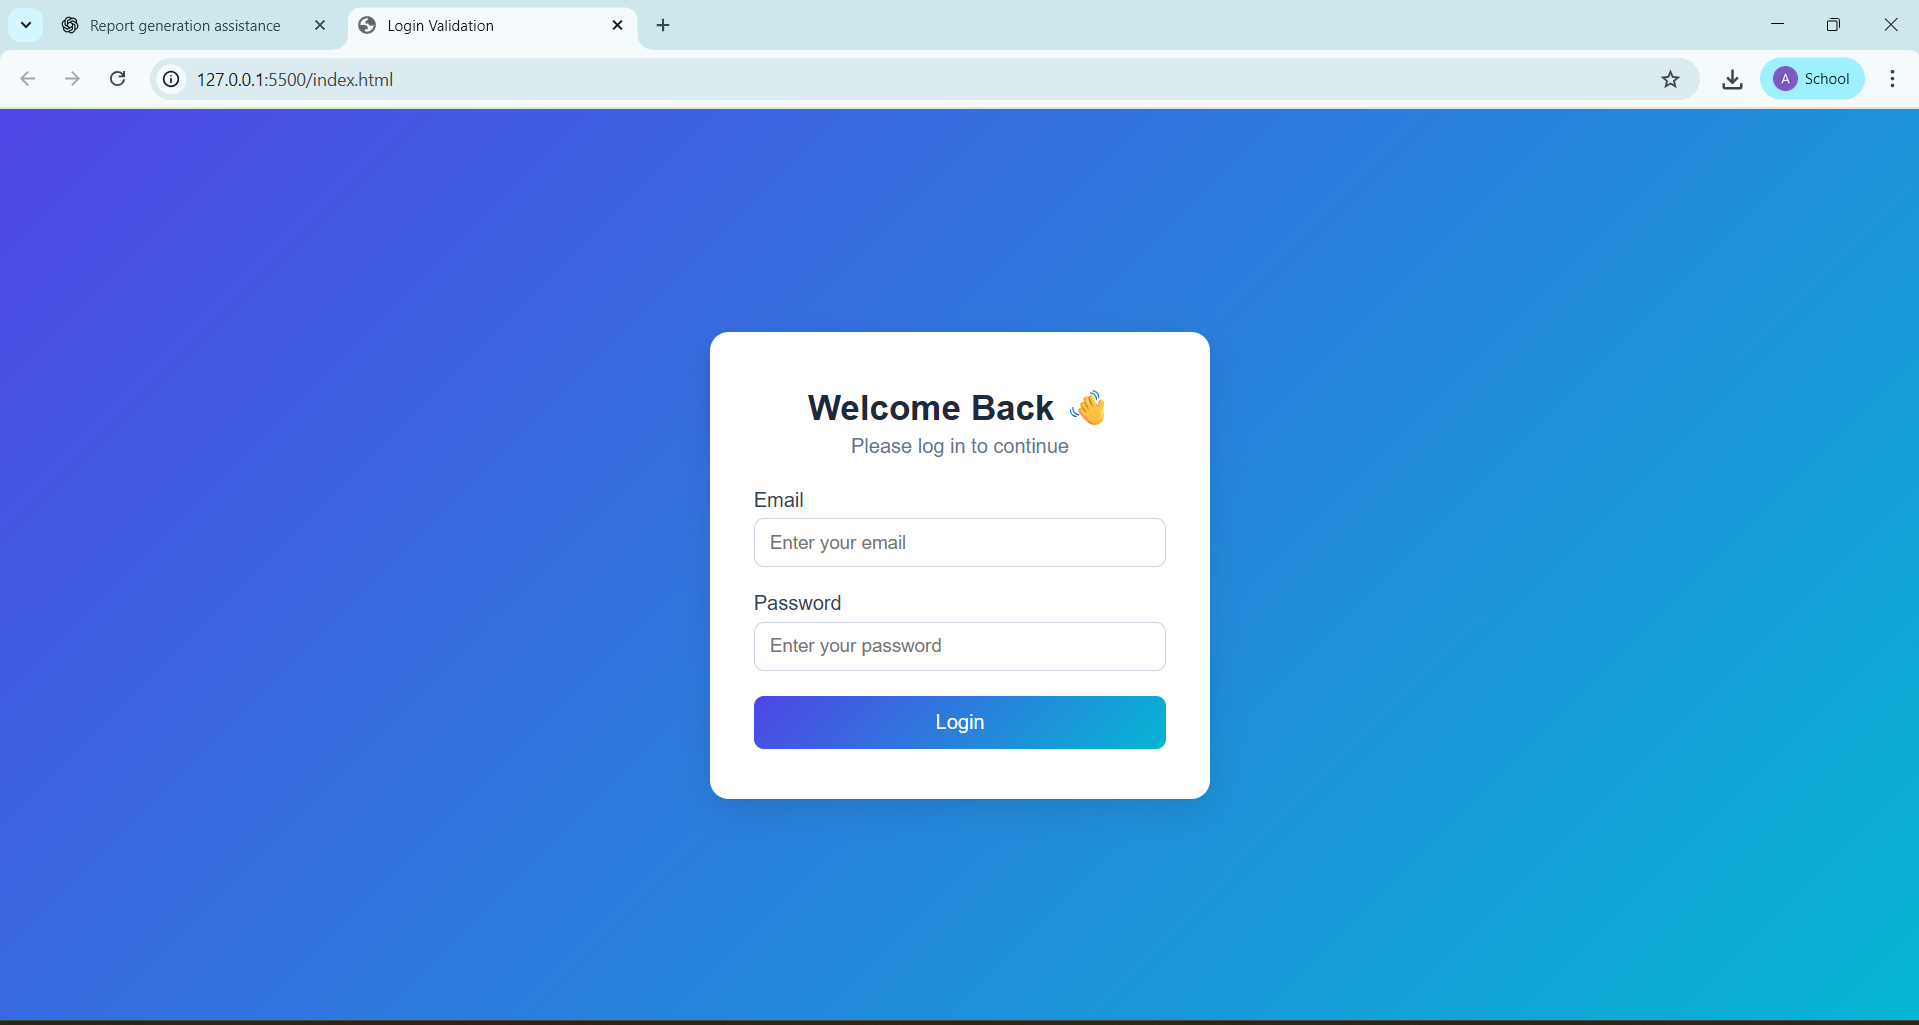 Report generation assistance
Login Validation
127.0.0.1:5500/index.html
A School
Welcome Back 👋
Please log in to continue
Email
Enter your email
Password
Enter your password
Login